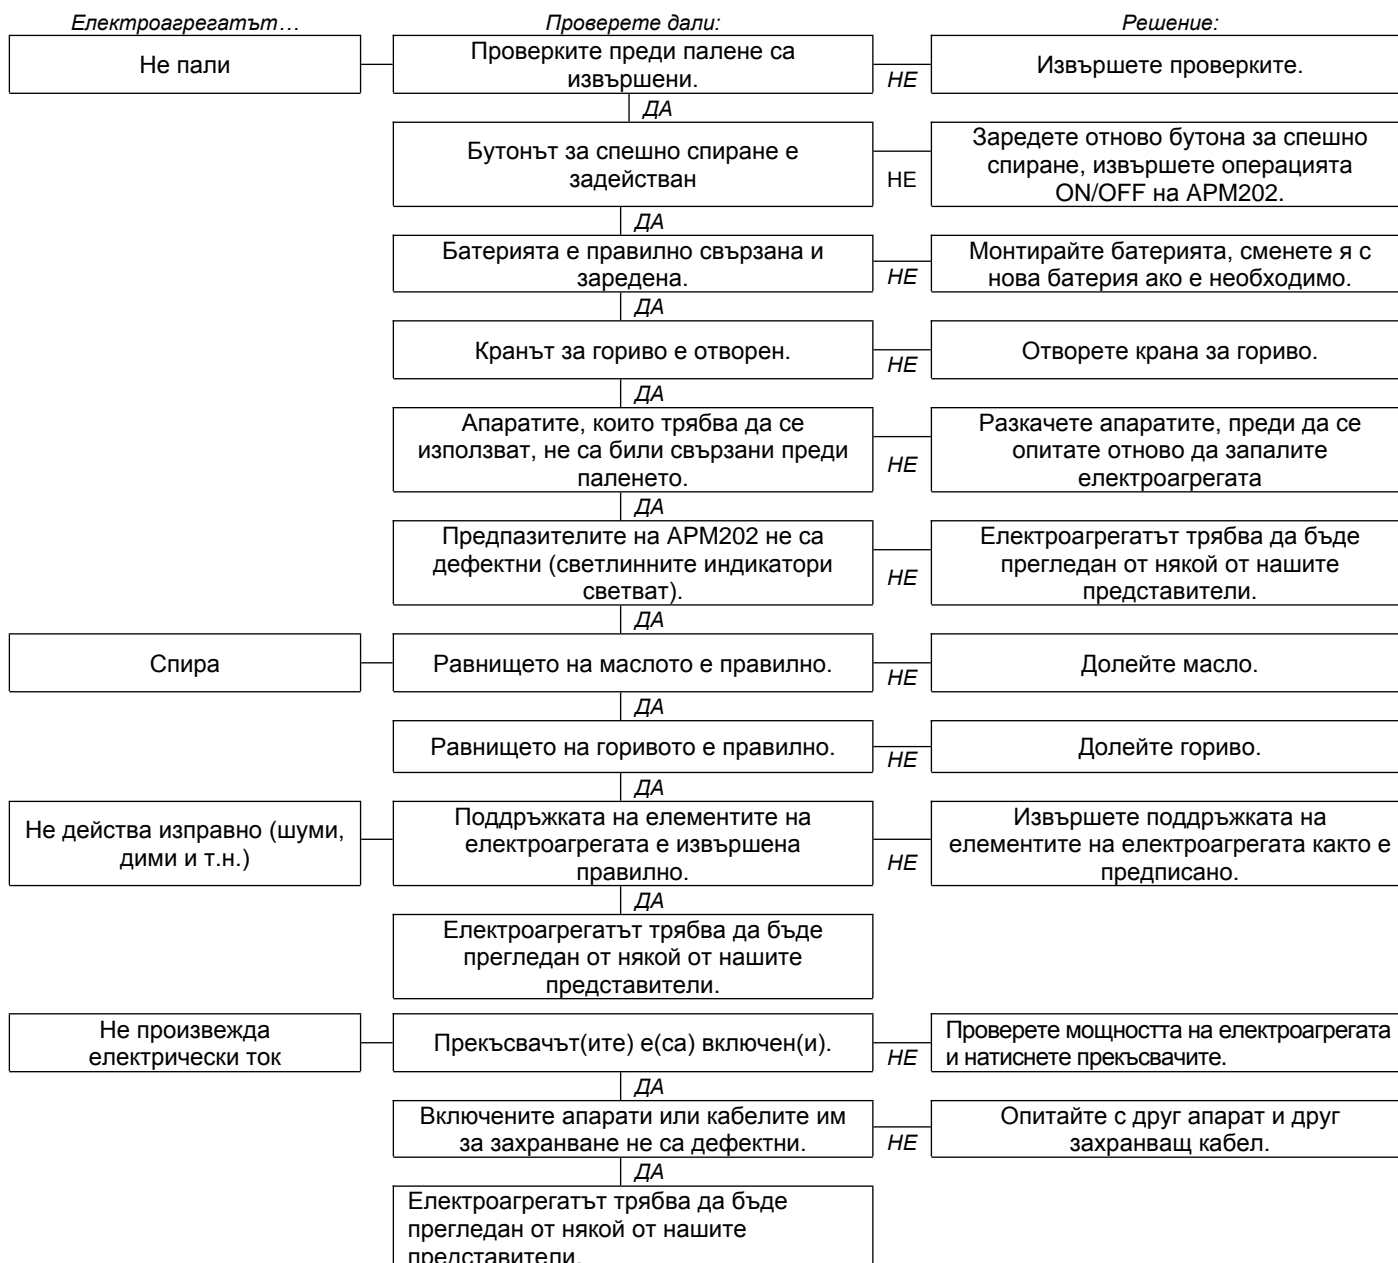 Електроагрегатът…
Проверете дали:
Решение:
Не пали
Проверките преди палене са
извършени.
НЕ
Извършете проверките.
ДА
Бутонът за спешно спиране е
задействан
НЕ
Заредете отново бутона за спешно
спиране, извършете операцията
ON/OFF на APM202.
ДА
Батерията е правилно свързана и
заредена.
НЕ
Монтирайте батерията, сменете я с
нова батерия ако е необходимо.
ДА
Кранът за гориво е отворен.
НЕ
Отворете крана за гориво.
ДА
Апаратите, които трябва да се
използват, не са били свързани преди
паленето.
НЕ
Разкачете апаратите, преди да се
опитате отново да запалите
електроагрегата
ДА
Предпазителите на APM202 не са
дефектни (светлинните индикатори
светват).
НЕ
Електроагрегатът трябва да бъде
прегледан от някой от нашите
представители.
ДА
Спира
Равнището на маслото е правилно.
НЕ
Долейте масло.
ДА
Равнището на горивото е правилно.
НЕ
Долейте гориво.
ДА
Не действа изправно (шуми,
дими и т.н.)
Поддръжката на елементите на
електроагрегата е извършена
правилно.
НЕ
Извършете поддръжката на
елементите на електроагрегата както е
предписано.
ДА
Електроагрегатът трябва да бъде
прегледан от някой от нашите
представители.
Не произвежда
електрически ток
Прекъсвачът(ите) е(са) включен(и).
НЕ
Проверете мощността на електроагрегата
и натиснете прекъсвачите.
ДА
Включените апарати или кабелите им
за захранване не са дефектни.
НЕ
Опитайте с друг апарат и друг
захранващ кабел.
ДА
Електроагрегатът трябва да бъде
прегледан от някой от нашите
представители.